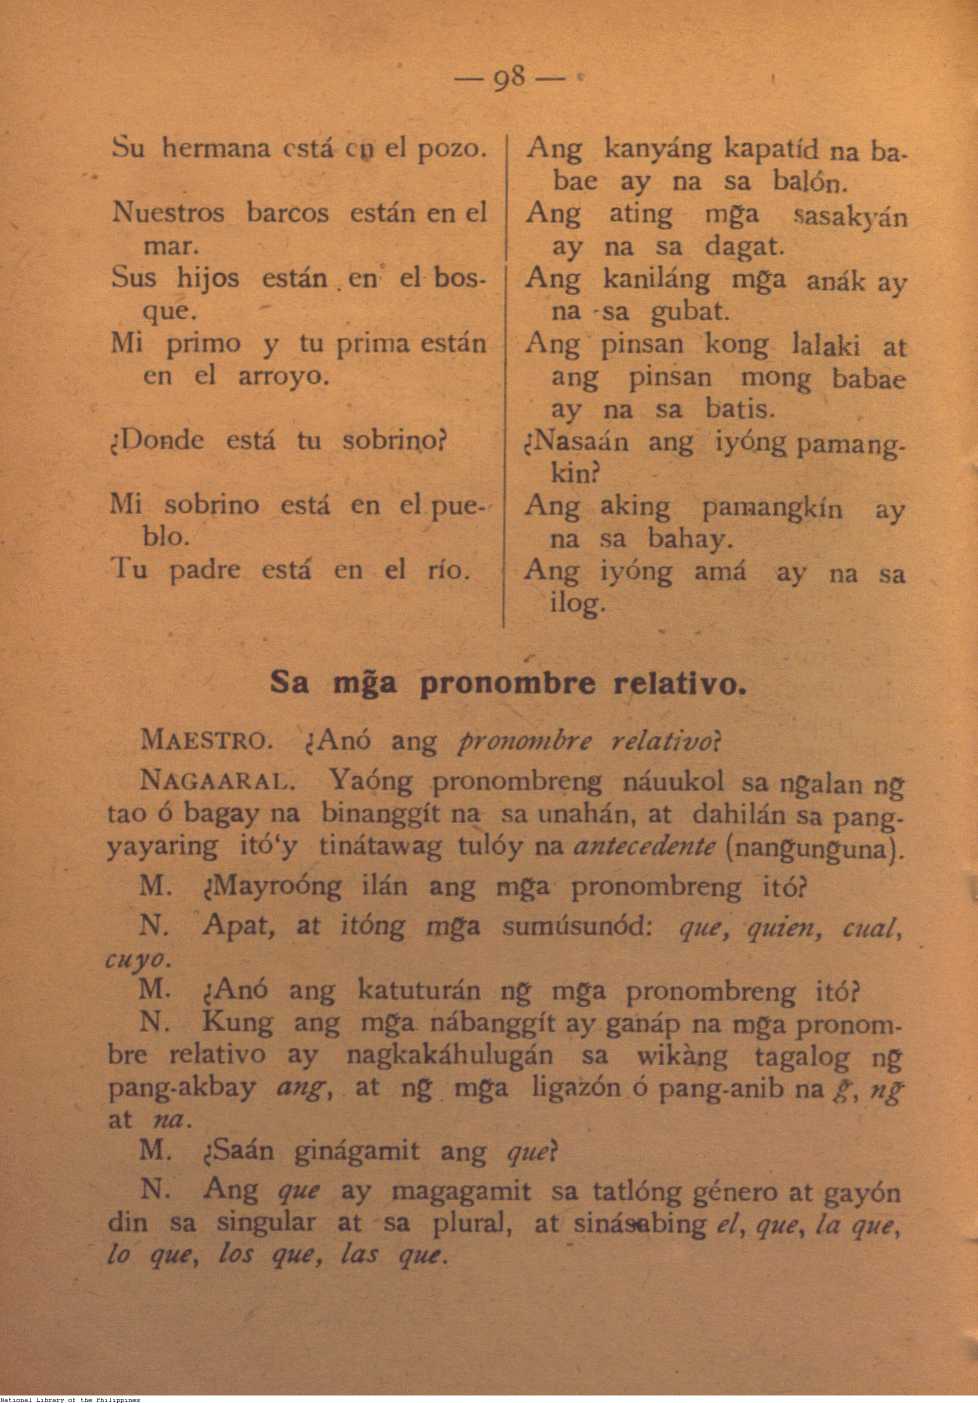 — 98 —
Su hermana está en el pozo.
Nuestros barcos están en el
mar.
Sus hijos están en el bos-
que.
Mi primo y tu prima están
en el arroyo.
¿Donde está tu sobrino?
Mi sobrino está en el pue-
blo.
Tu padre está en el río.
Ang kanyáng kapatíd na ba-
bae ay na sa balón.
Ang ating mg̃a sasakyán
ay na sa dagat.
Ang kaniláng mg̃a anák ay
na sa gubat.
Ang pinsan kong lalaki at
ang pinsan mong babae
ay na sa batis.
¿Nasaán ang iyóng pamang-
kin?
Ang aking pamangkín ay
na sa bahay.
Ang iyóng amá ay na sa
ilog.
Sa mg̃a pronombre relativo.
MAESTRO. ¿Anó ang pronombre relativo?
NAGAARAL. Yaóng pronombreng náuukol sa ng̃alan ng̃
tao ó bagay na binanggít na sa unahán, at dahilán sa pang-
yayaring itó‘y tinátawag tulóy na antecedente (nang̃ung̃una).
M. ¿Mayroóng ilán ang mg̃a pronombreng itó?
N. Apat, at itóng mg̃a sumúsunód: que, quien, cual,
cuyo.
M. ¿Anó ang katuturán ng̃ mg̃a pronombreng itó?
N. Kung ang mg̃a nábanggít ay ganáp na mg̃a pronom-
bre relativo ay nagkakáhulugán sa wikàng tagalog ng̃
pang-akbay ang, at ng̃ mg̃a ligazón ó pang-anib na g̃, ng̃
at na.
M. ¿Saán ginágamit ang que?
N. Ang que ay magagamit sa tatlóng género at gayón
din sa singular at sa plural, at sinásabing el, que, la que,
lo que, los que, las que.
National Library of the Philippines